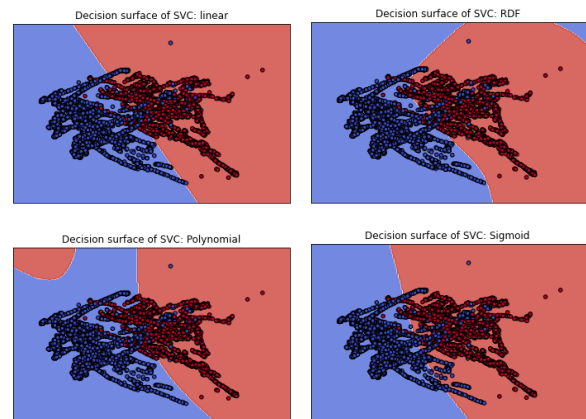 Decision surface of SVC: linear
Decision surface of SVC: RDF
Decision surface of SVC: Polynomial
Decision surface of SVC: Sigmoid